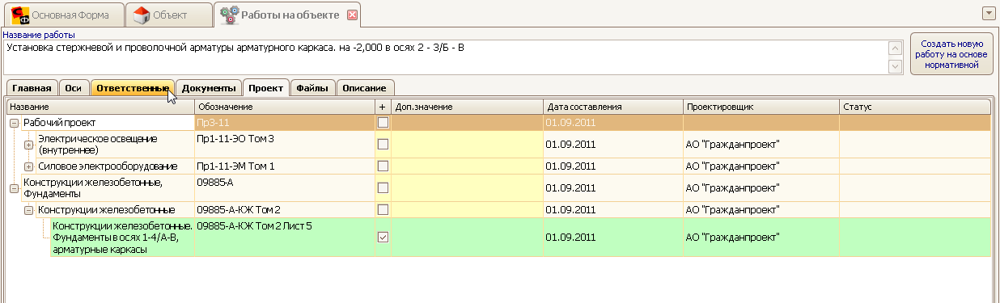 Основная Форма
Объект
Работы на объекте
Название работы
Установка стержневой и проволочной арматуры арматурного каркаса. на -2,000 в осях 2 - 3/Б - В
Создать новую
работу на основе
нормативной
Главная
Оси
Ответственные
Документы
Проект
Файлы
Описание
Название
Обозначение
+
Доп.значение
Дата составления
Проектировщик
Статус
Рабочий проект
Пр3-11
01.09.2011
Электрическое освещение
(внутреннее)
Пр1-11-ЭО Том 3
01.09.2011
АО "Гражданпроект"
Силовое электрооборудование
Пр1-11-ЭМ Том 1
01.09.2011
АО "Гражданпроект"
Конструкции железобетонные,
Фундаменты
09885-А
01.09.2011
АО "Гражданпроект"
Конструкции железобетонные
09885-А-КЖ Том 2
01.09.2011
АО "Гражданпроект"
Конструкции железобетонные.
Фундаменты в осях 1-4/А-В,
арматурные каркасы
09885-А-КЖ Том 2 Лист 5
01.09.2011
АО "Гражданпроект"